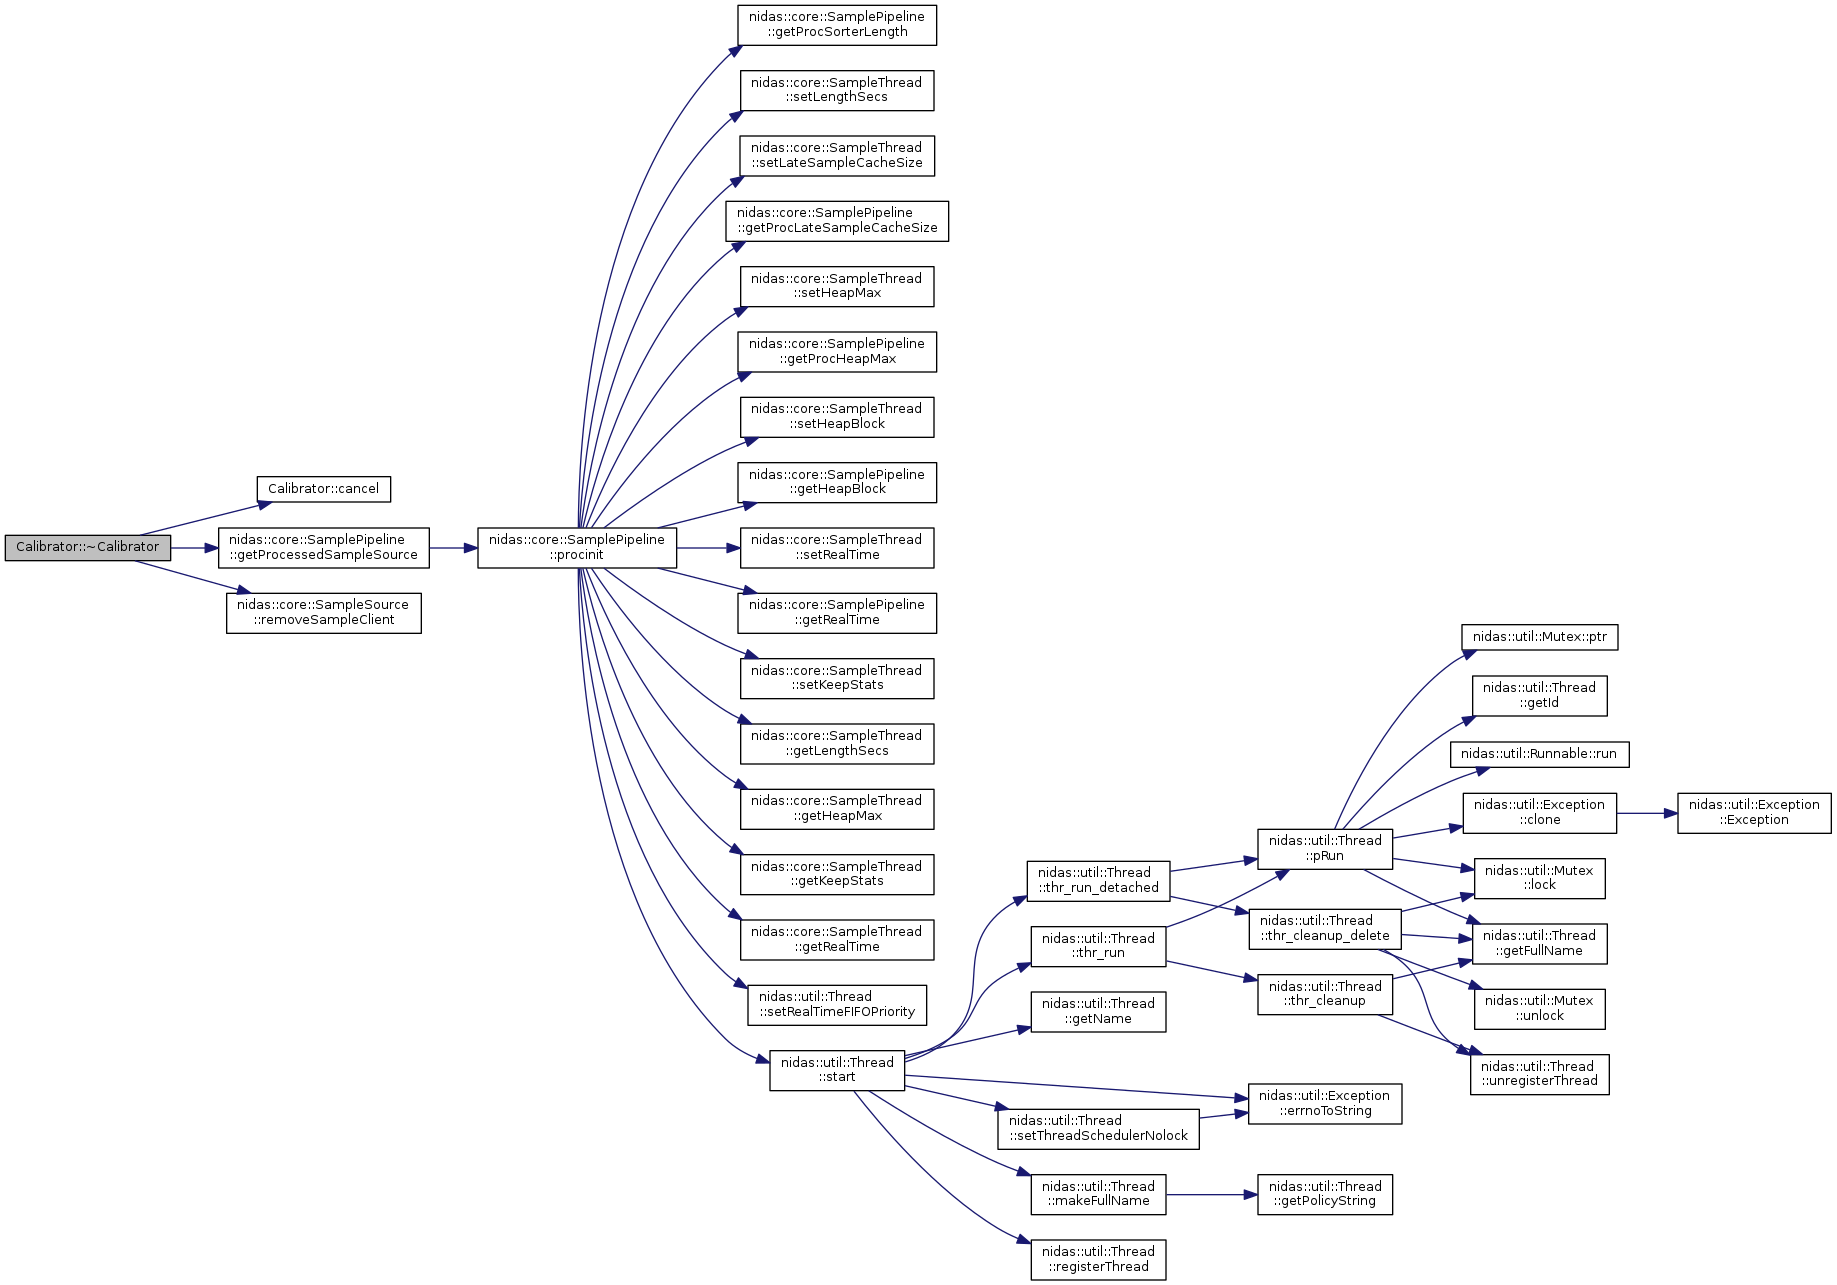 Calibrator::~Calibrator
Calibrator::cancel
nidas::core::SamplePipeline
::getProcessedSampleSource
nidas::core::SampleSource
::removeSampleClient
nidas::core::SamplePipeline
::procinit
nidas::core::SamplePipeline
::getProcSorterLength
nidas::core::SampleThread
::setLengthSecs
nidas::core::SampleThread
::setLateSampleCacheSize
nidas::core::SamplePipeline
::getProcLateSampleCacheSize
nidas::core::SampleThread
::setHeapMax
nidas::core::SamplePipeline
::getProcHeapMax
nidas::core::SampleThread
::setHeapBlock
nidas::core::SamplePipeline
::getHeapBlock
nidas::core::SampleThread
::setRealTime
nidas::core::SamplePipeline
::getRealTime
nidas::core::SampleThread
::setKeepStats
nidas::core::SampleThread
::getLengthSecs
nidas::core::SampleThread
::getHeapMax
nidas::core::SampleThread
::getKeepStats
nidas::core::SampleThread
::getRealTime
nidas::util::Thread
::setRealTimeFIFOPriority
nidas::util::Thread
::start
nidas::util::Thread
::thr_run_detached
nidas::util::Thread
::thr_run
nidas::util::Thread
::getName
nidas::util::Thread
::setThreadSchedulerNolock
nidas::util::Thread
::makeFullName
nidas::util::Thread
::registerThread
nidas::util::Thread
::pRun
nidas::util::Thread
::thr_cleanup_delete
nidas::util::Thread
::thr_cleanup
nidas::util::Exception
::errnoToString
nidas::util::Thread
::getPolicyString
nidas::util::Mutex::ptr
nidas::util::Thread
::getId
nidas::util::Runnable::run
nidas::util::Exception
::clone
nidas::util::Mutex
::lock
nidas::util::Thread
::getFullName
nidas::util::Mutex
::unlock
nidas::util::Thread
::unregisterThread
nidas::util::Exception
::Exception